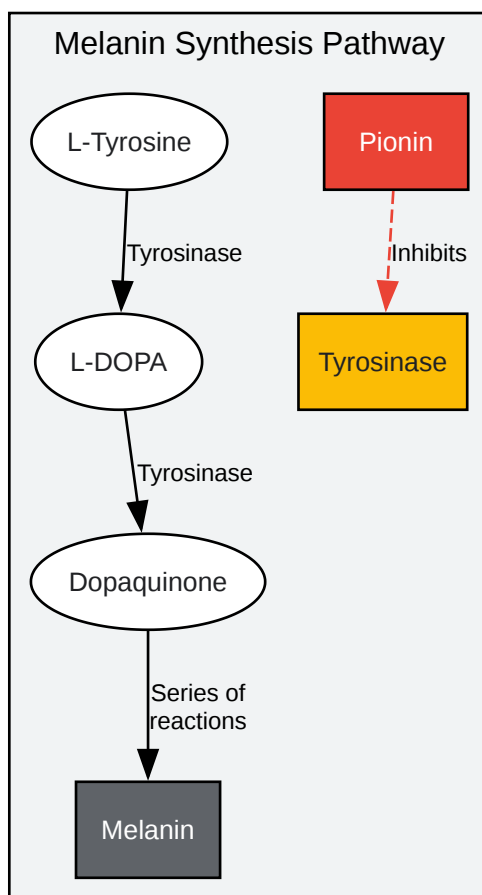 Melanin Synthesis Pathway
L-Tyrosine
Pionin
Tyrosinase
Inhibits
L-DOPA
Tyrosinase
Tyrosinase
Dopaquinone
Series of
reactions
Melanin